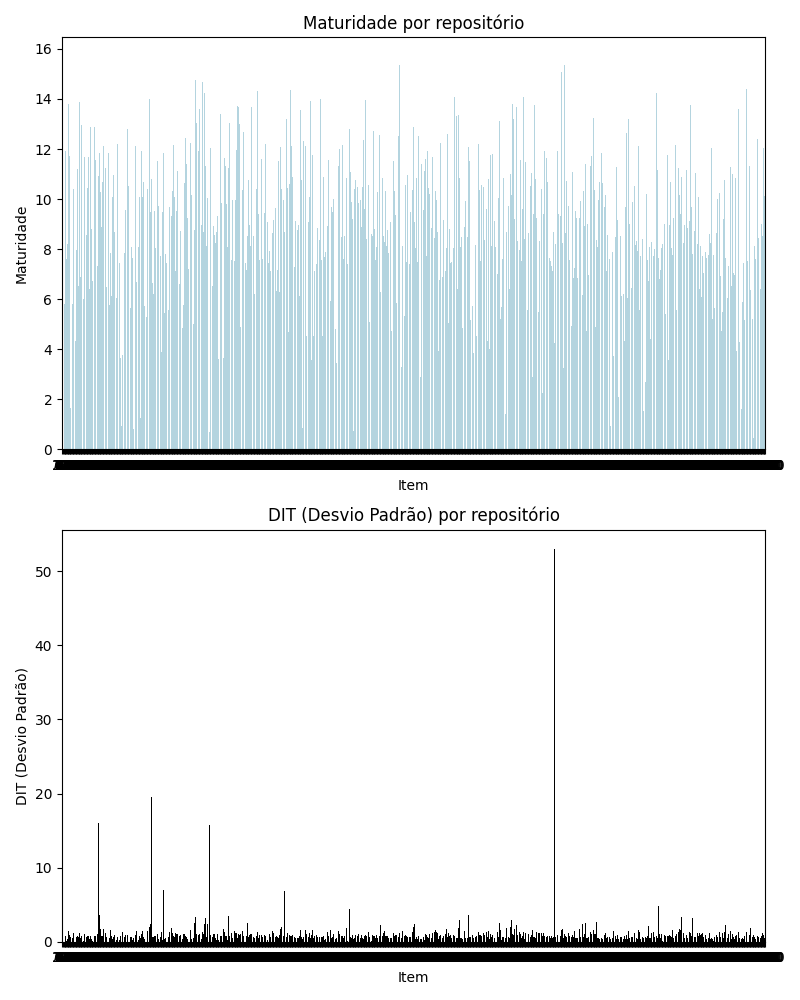 Maturidade por repositório
16
14
12
10
8
6
4
2
0
Maturidade
Item
DIT (Desvio Padrão) por repositório
50
40
30
20
10
0
DIT (Desvio Padrão)
Item